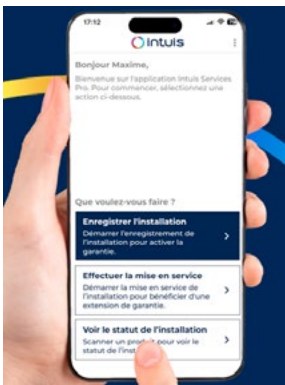 17:12
intuis
Bonjour Maxime,
Bienvenue sur l'application Intuis Services
Pro. Pour commencer, sélectionnez une
action ci-dessous.
Que voulez-vous faire ?
Enregistrer l'installation
Démarrer l'enregistrement de
l'installation pour activer la
garantie.
Effectuer la mise en service
Démarrer la mise en service de
l'installation pour bénéficier d'une
extension de garantie.
Voir le statut de l'installation
Scanner un produit pour voir le
statut de l'inst